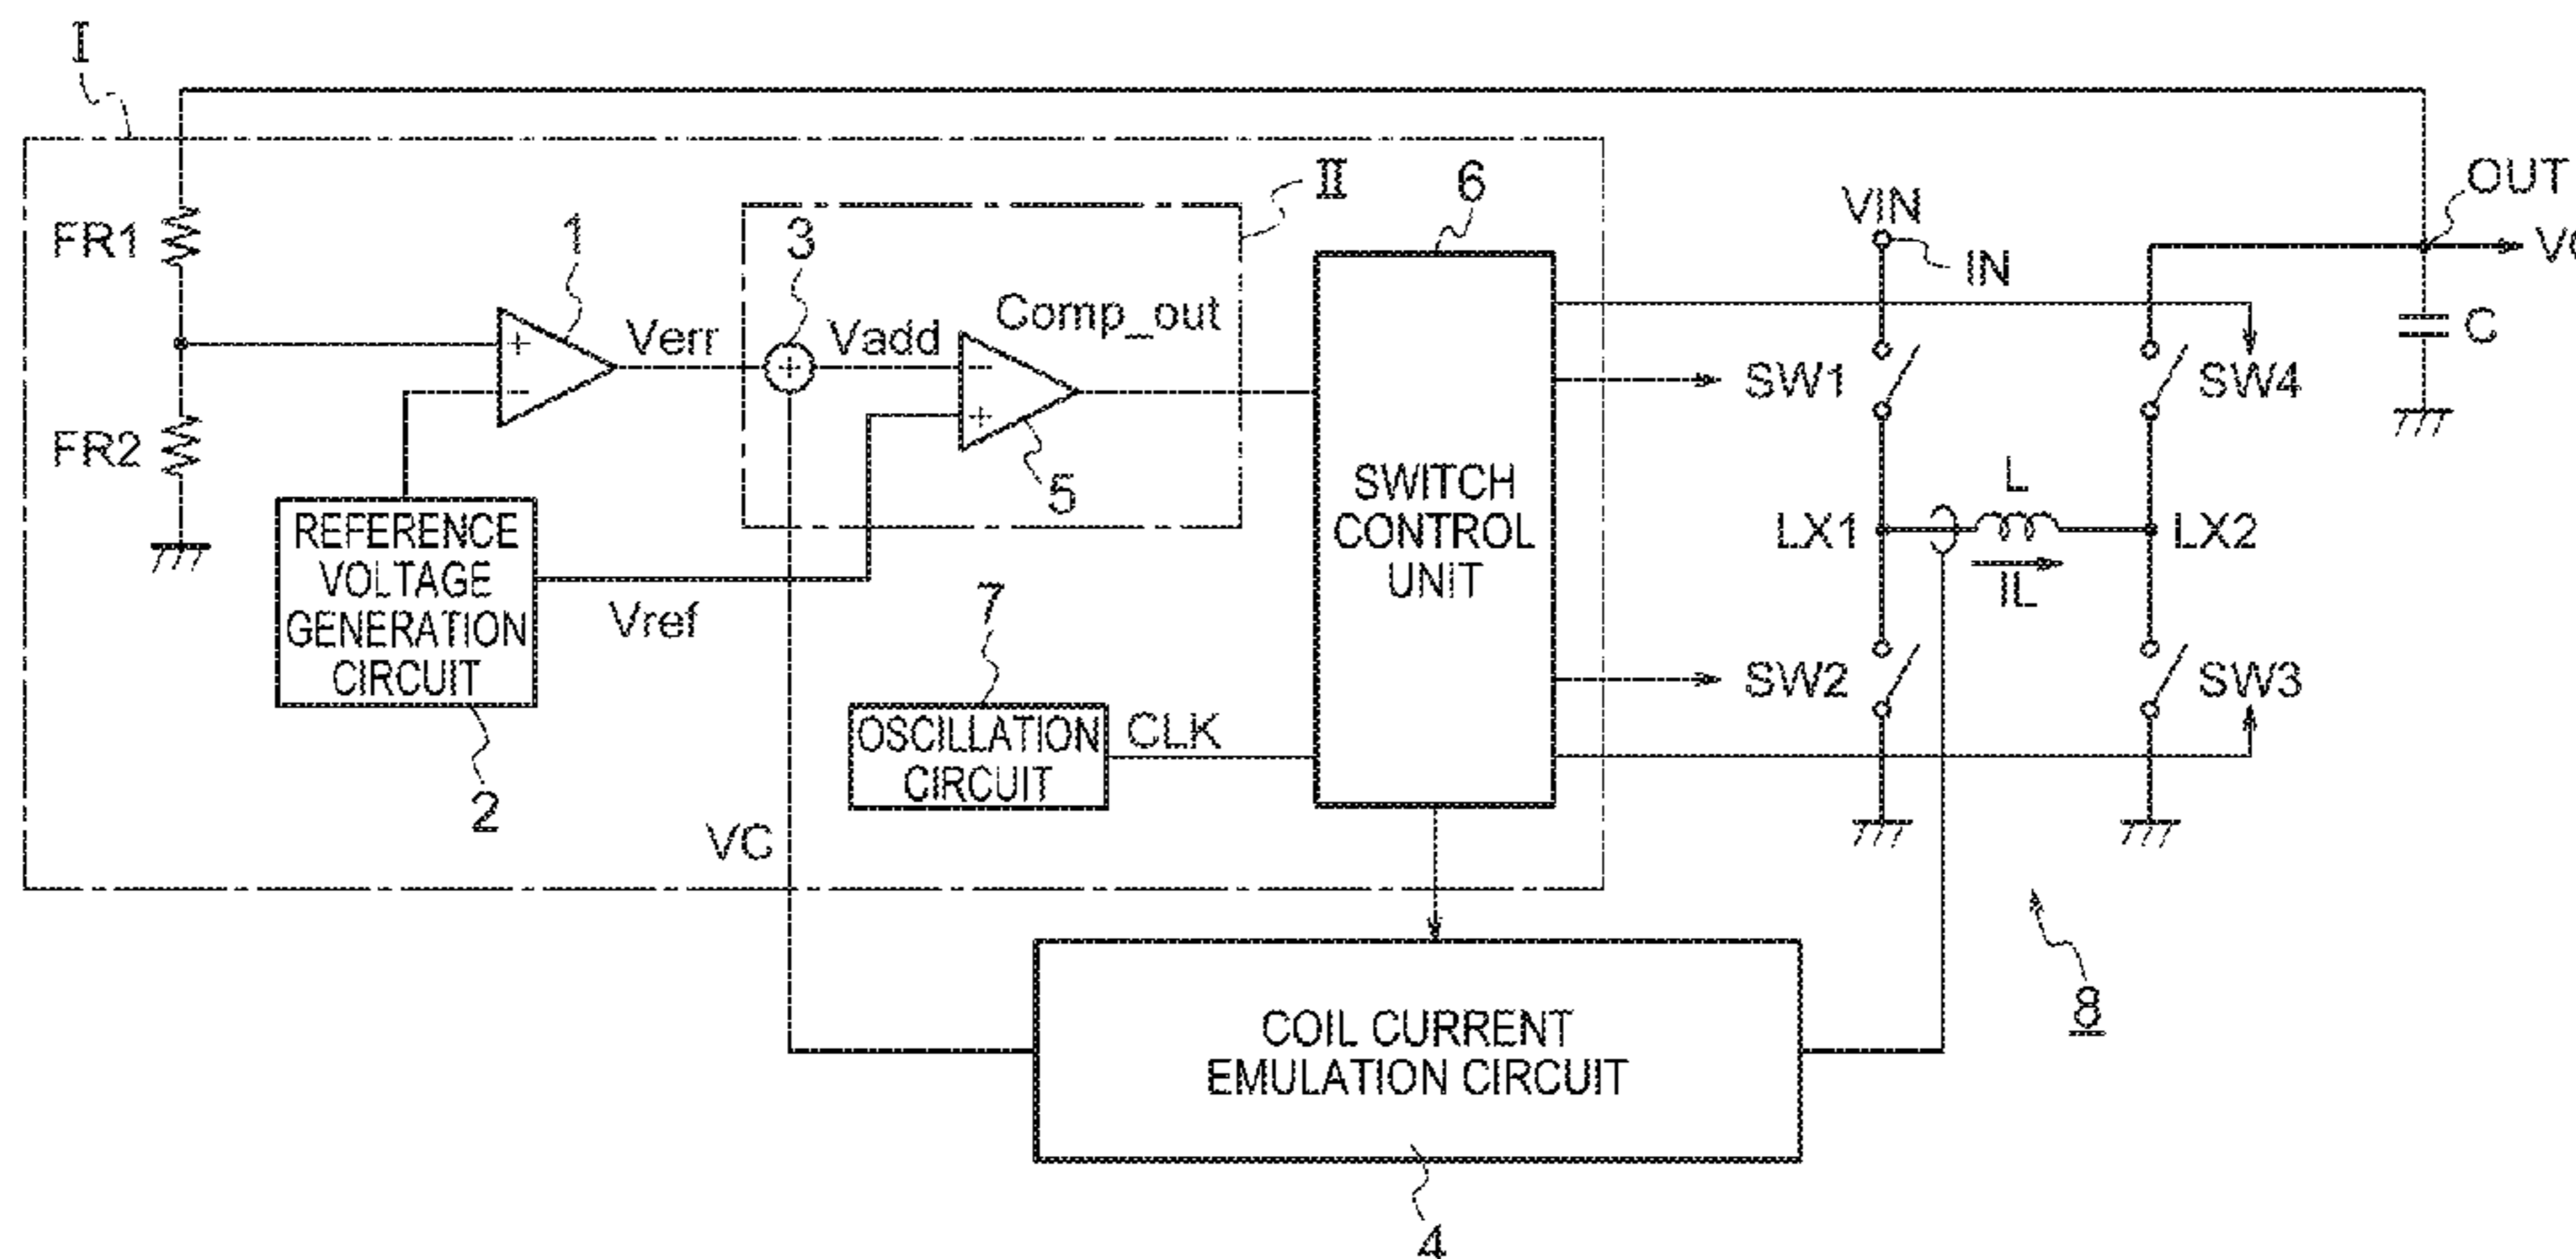 I
II
6
OUT
VIN
IN
FR1
1
3
Comp_out
Verr
Vadd
C
+
-
+
-
+
SW1
SW4
FR2
5
SWITCH
CONTROL
UNIT
L
LX1
LX2
IL
REFERENCE
VOLTAGE
GENERATION
CIRCUIT
Vref
7
SW2
SW3
OSCILLATION
CIRCUIT
CLK
2
VC
8
COIL CURRENT
EMULATION CIRCUIT
4